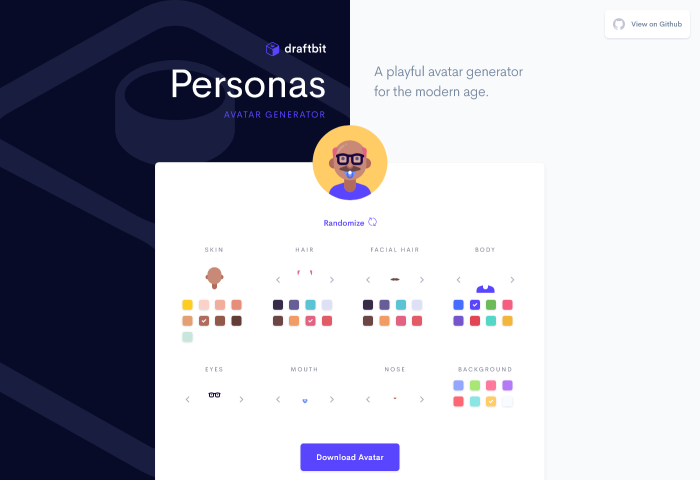 View on Github
draftbit
Personas
AVATAR GENERATOR
A playful avatar generator
for the modern age.
Randomize
SKIN
HAIR
FACIAL HAIR
BODY
EYES
MOUTH
NOSE
BACKGROUND
Download Avatar